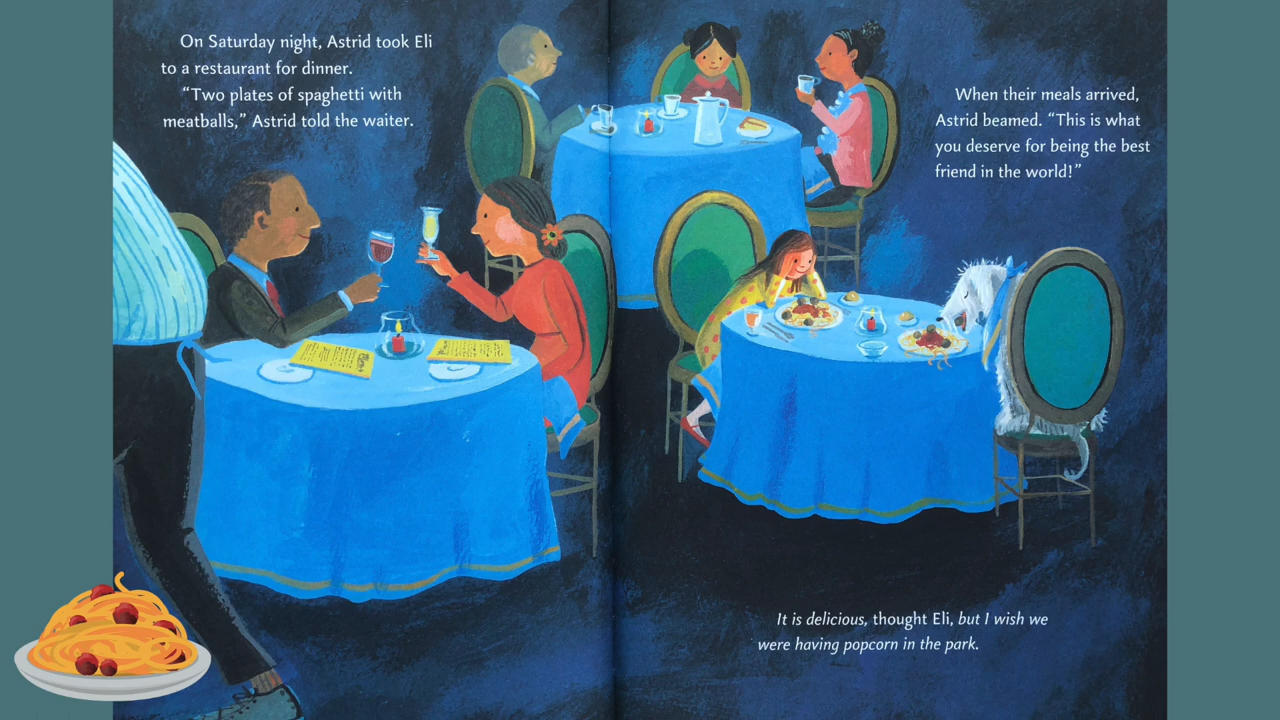 On Saturday night, Astrid took Eli
to a restaurant for dinner.
“Two plates of spaghetti with
meatballs,” Astrid told the waiter.
When their meals arrived,
Astrid beamed. “This is what
you deserve for being the best
friend in the world!”
It is delicious, thought Eli, but I wish we
were having popcorn in the park.